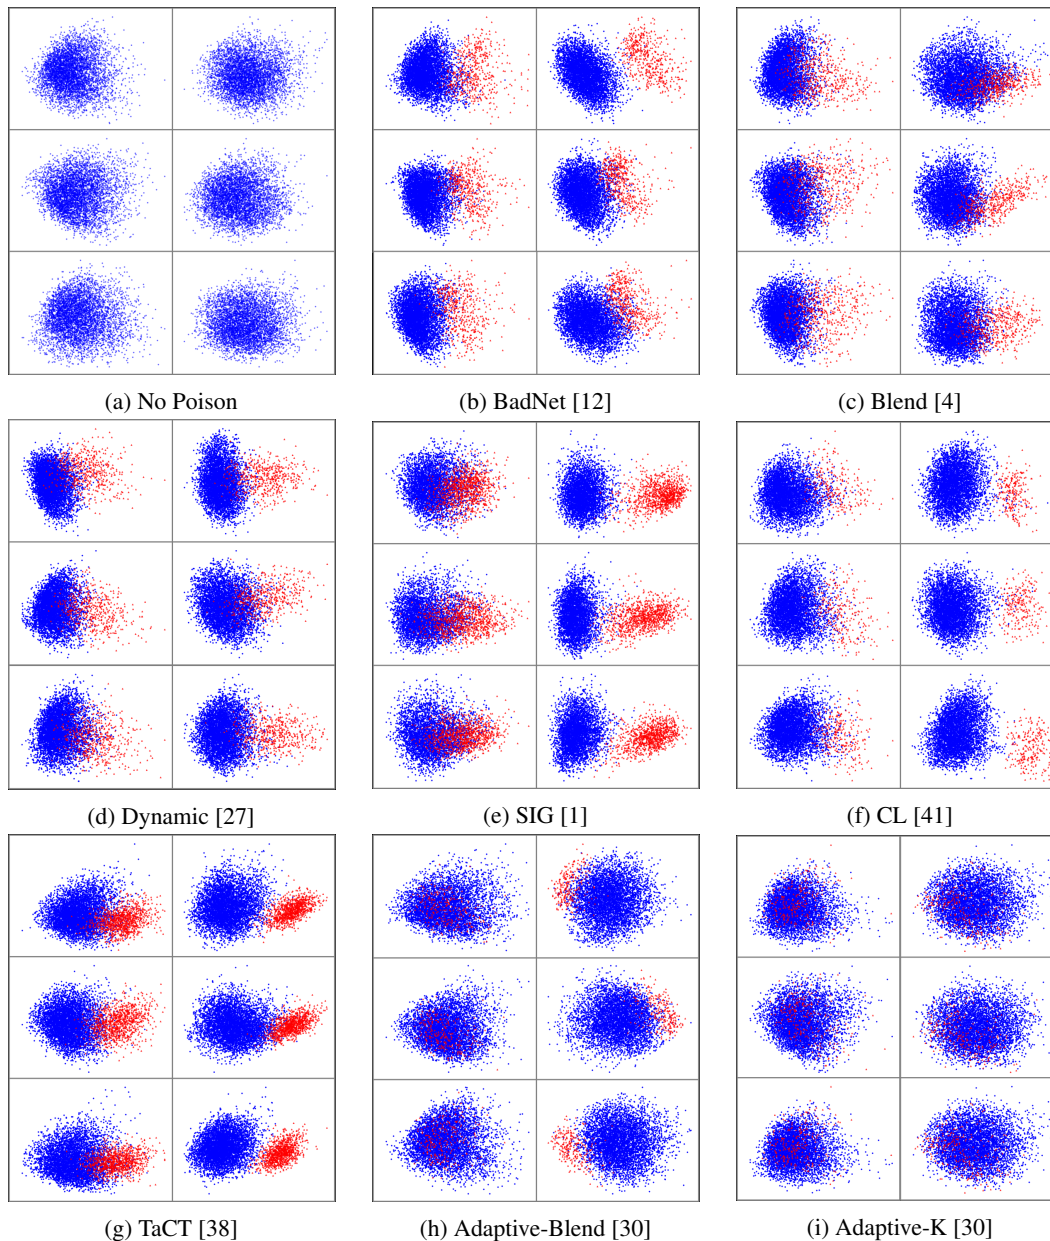 (a) No Poison
(b) BadNet [12]
(c) Blend [4]
(d) Dynamic [27]
(e) SIG [1]
(f) CL [41]
(g) TaCT [38]
(h) Adaptive-Blend [30]
(i) Adaptive-K [30]